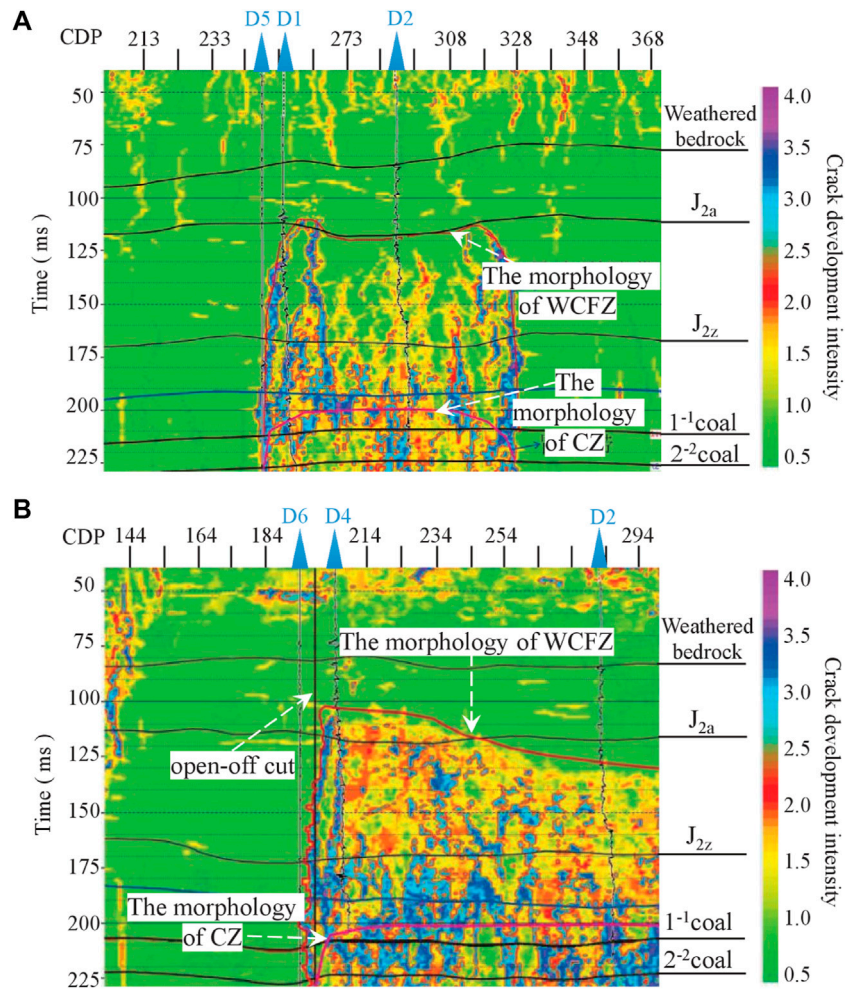 A
D5 D1 D2
CDP 213 233 273 308 328 348 368
50
75
100
125
150
175
200
225
Time ( ms )
Weathered
bedrock
J2a
J2z
1-1coal
2-2coal
The morphology
of WCFZ
The
morphology
of CZ
4.0
3.5
3.0
2.5
2.0
1.5
1.0
0.5
Crack development intensity
B
D6 D4 D2
CDP 144 164 184 214 234 254 294
50
75
100
125
150
175
200
225
Time ( ms )
Weathered
bedrock
J2a
J2z
1-1coal
2-2coal
The morphology of WCFZ
open-off cut
The morphology
of CZ
4.0
3.5
3.0
2.5
2.0
1.5
1.0
0.5
Crack development intensity